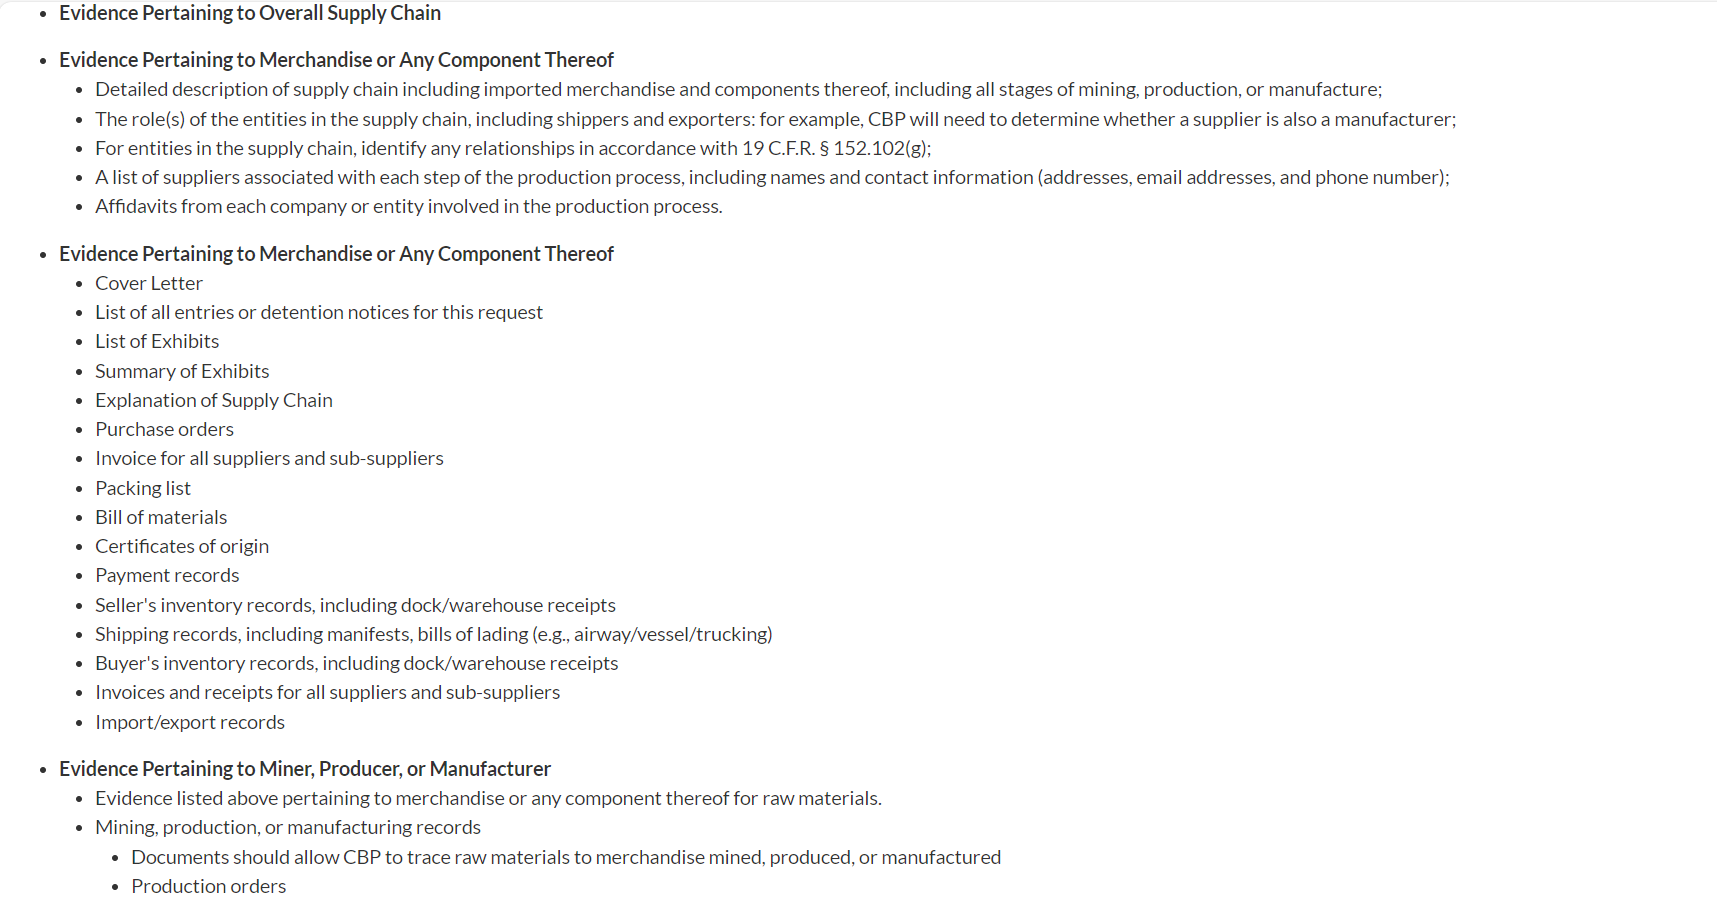 Evidence Pertaining to Overall Supply Chain
Evidence Pertaining to Merchandise or Any Component Thereof
Detailed description of supply chain including imported merchandise and components thereof, including all stages of mining, production, or manufacture;
The role(s) of the entities in the supply chain, including shippers and exporters: for example, CBP will need to determine whether a supplier is also a manufacturer;
For entities in the supply chain, identify any relationships in accordance with 19 C.F.R. § 152.102(g);
A list of suppliers associated with each step of the production process, including names and contact information (addresses, email addresses, and phone number);
Affidavits from each company or entity involved in the production process.
Evidence Pertaining to Merchandise or Any Component Thereof
Cover Letter
List of all entries or detention notices for this request
List of Exhibits
Summary of Exhibits
Explanation of Supply Chain
Purchase orders
Invoice for all suppliers and sub-suppliers
Packing list
Bill of materials
Certificates of origin
Payment records
Seller's inventory records, including dock/warehouse receipts
Shipping records, including manifests, bills of lading (e.g., airway/vessel/trucking)
Buyer's inventory records, including dock/warehouse receipts
Invoices and receipts for all suppliers and sub-suppliers
Import/export records
Evidence Pertaining to Miner, Producer, or Manufacturer
Evidence listed above pertaining to merchandise or any component thereof for raw materials.
Mining, production, or manufacturing records
Documents should allow CBP to trace raw materials to merchandise mined, produced, or manufactured
Production orders